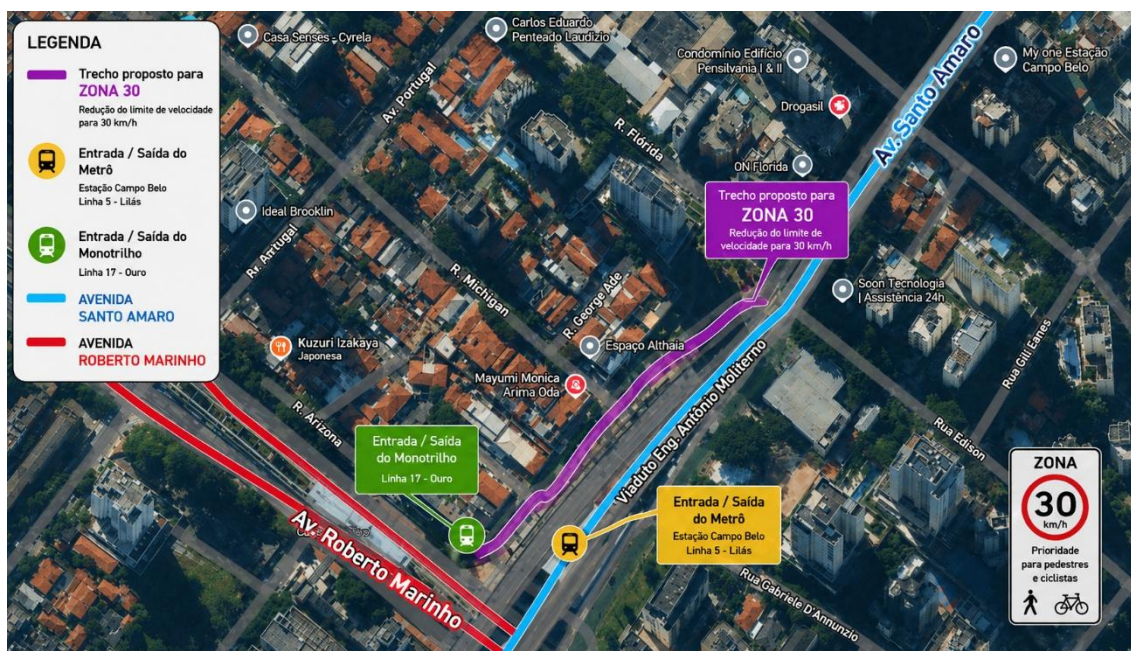 LEGENDA
Trecho proposto para
ZONA 30
Redução do limite de velocidade
para 30 km/h
Entrada / Saída do
Metrô
Estação Campo Belo
Linha 5 - Lilás
Entrada / Saída do
Monotrilho
Linha 17 - Ouro
AVENIDA
SANTO AMARO
AVENIDA
ROBERTO MARINHO
Casa Senses - Cyrela
Carlos Eduardo
Penteado Laudizio
Av. Portugal
Condomínio Edifício
Pensilvania I & II
Drogasil
R. Flórida
ON Florida
Av. Santo Amaro
My one Estação
Campo Belo
Trecho proposto para
ZONA 30
Redução do limite de
velocidade para 30 km/h
Ideal Brooklin
Rr. Artugal
R. Michigan
R. George Ade
Espaço Althaia
Soon Tecnologia
| Assistência 24h
Rua Gili Eanes
Kuzuri Izakaya
Japonesa
Mayumi Monica
Arima Oda
R. Arizona
Viaduto Eng. Antônio Moliterno
Rua Edison
Entrada / Saída
do Monotrilho
Linha 17 - Ouro
Entrada / Saída
do Metrô
Estação Campo Belo
Linha 5 - Lilás
Av. Roberto Marinho
Rua Gabriele D'Annunzio
ZONA
30
km/h
Prioridade
para pedestres
e ciclistas